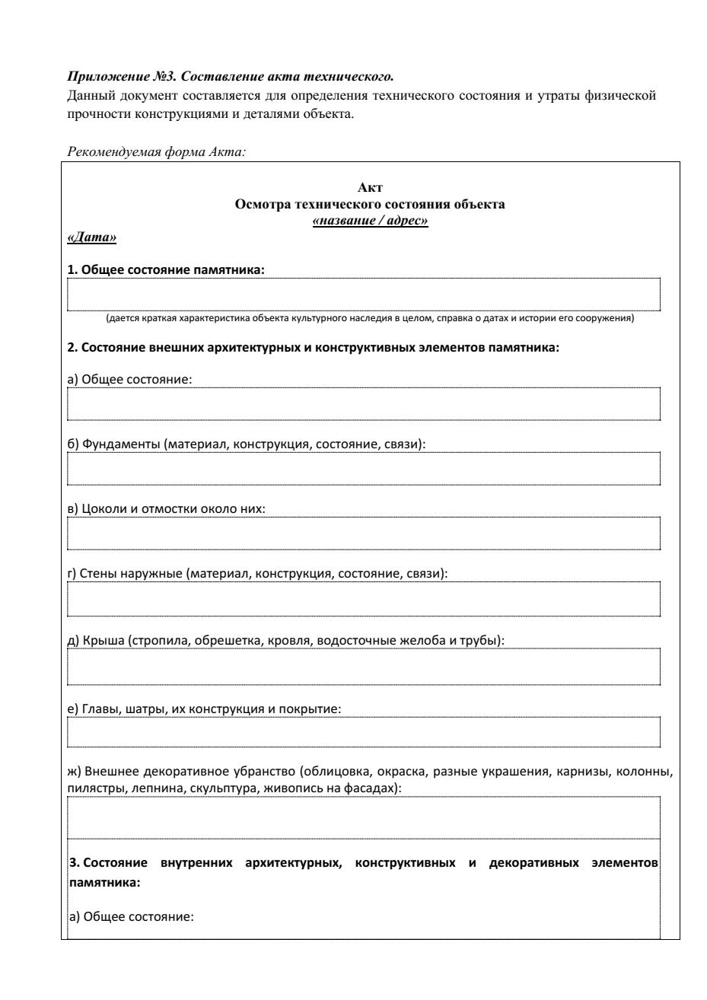 Приложение №3. Составление акта технического.
Данный документ составляется для определения технического состояния и утраты физической
прочности конструкциями и деталями объекта.
Рекомендуемая форма Акта:
Акт
Осмотра технического состояния объекта
«название / адрес»
«Дата»
1. Общее состояние памятника:
(дается краткая характеристика объекта культурного наследия в целом, справка о датах и истории его сооружения)
2. Состояние внешних архитектурных и конструктивных элементов памятника:
а) Общее состояние:
б) Фундаменты (материал, конструкция, состояние, связи):
в) Цоколи и отмостки около них:
г) Стены наружные (материал, конструкция, состояние, связи):
д) Крыша (стропила, обрешетка, кровля, водосточные желоба и трубы):
е) Главы, шатры, их конструкция и покрытие:
ж) Внешнее декоративное убранство (облицовка, окраска, разные украшения, карнизы, колонны,
пилястры, лепнина, скульптура, живопись на фасадах):
3. Состояние внутренних архитектурных, конструктивных и декоративных элементов
памятника:
а) Общее состояние: